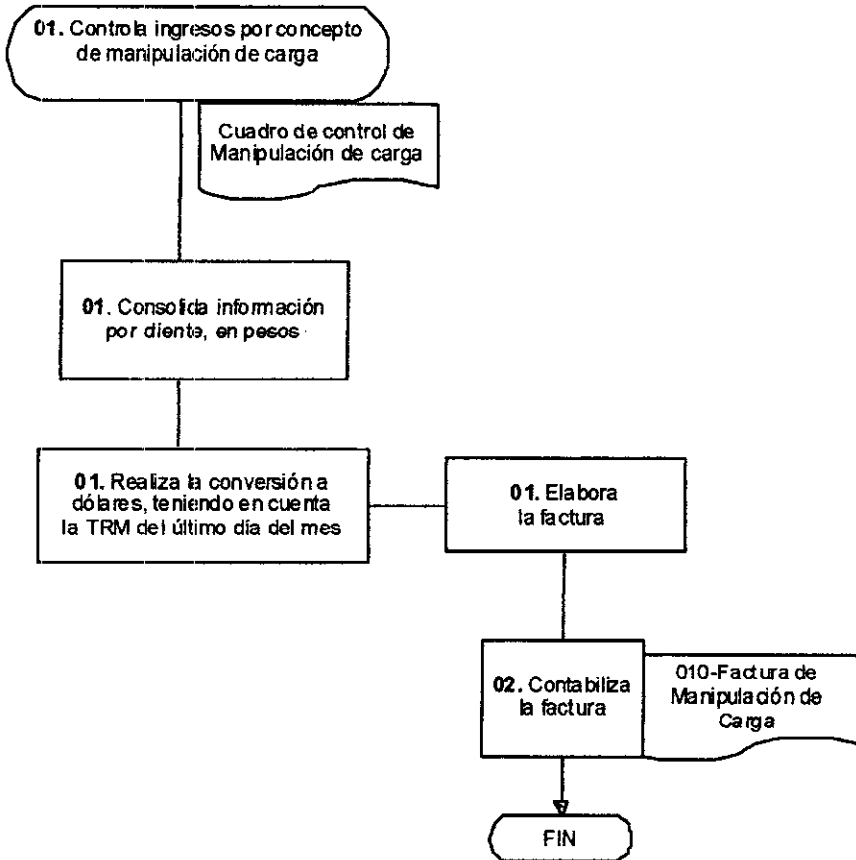 01. Controla ingresos por concepto
de manipulación de carga
Cuadro de control de
Manipulación de carga
01. Consolida información
por cliente, en pesos
01. Realiza la conversión a
dólares, teniendo en cuenta
la TRM del último día del mes
01. Elabora
la factura
02. Contabiliza
la factura
010-Factura de
Manipulación de
Carga
FIN